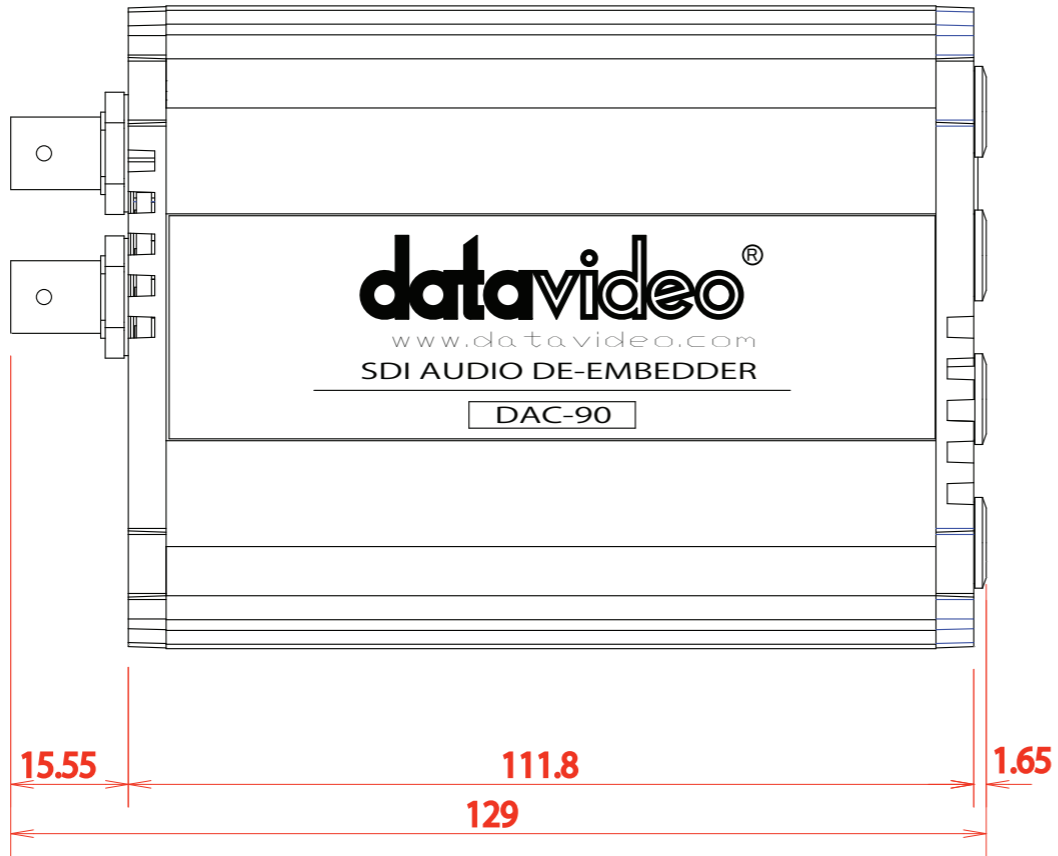 datavideo®
www.datavideo.com
SDI AUDIO DE-EMBEDDER
DAC-90
15.55
111.8
1.65
129